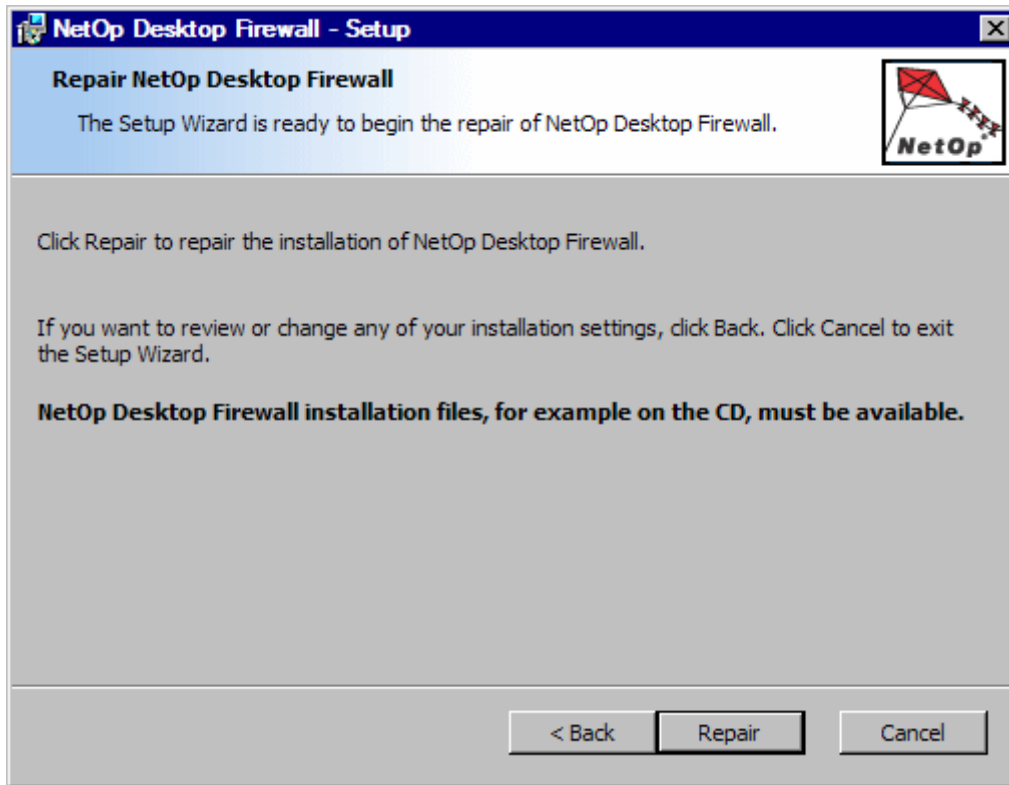 NetOp Desktop Firewall - Setup
Repair NetOp Desktop Firewall
The Setup Wizard is ready to begin the repair of NetOp Desktop Firewall.
NetOp
Click Repair to repair the installation of NetOp Desktop Firewall.
If you want to review or change any of your installation settings, click Back. Click Cancel to exit
the Setup Wizard.
NetOp Desktop Firewall installation files, for example on the CD, must be available.
< Back Repair Cancel